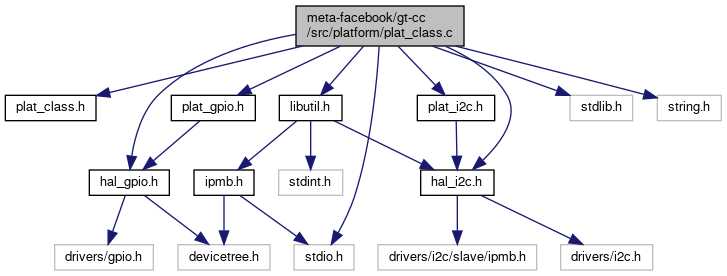 meta-facebook/gt-cc
/src/platform/plat_class.c
plat_class.h
plat_gpio.h
libutil.h
plat_i2c.h
stdlib.h
string.h
hal_gpio.h
ipmb.h
stdint.h
hal_i2c.h
drivers/gpio.h
devicetree.h
stdio.h
drivers/i2c/slave/ipmb.h
drivers/i2c.h